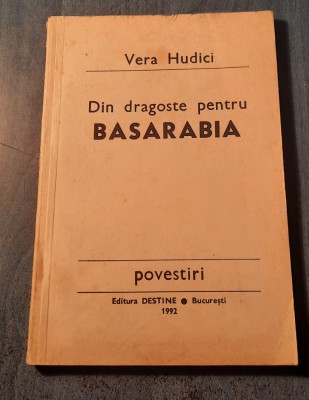 Vera Hudici
Din dragoste pentru
BASARABIA
povestiri
Editura DESTINE ● București
1992